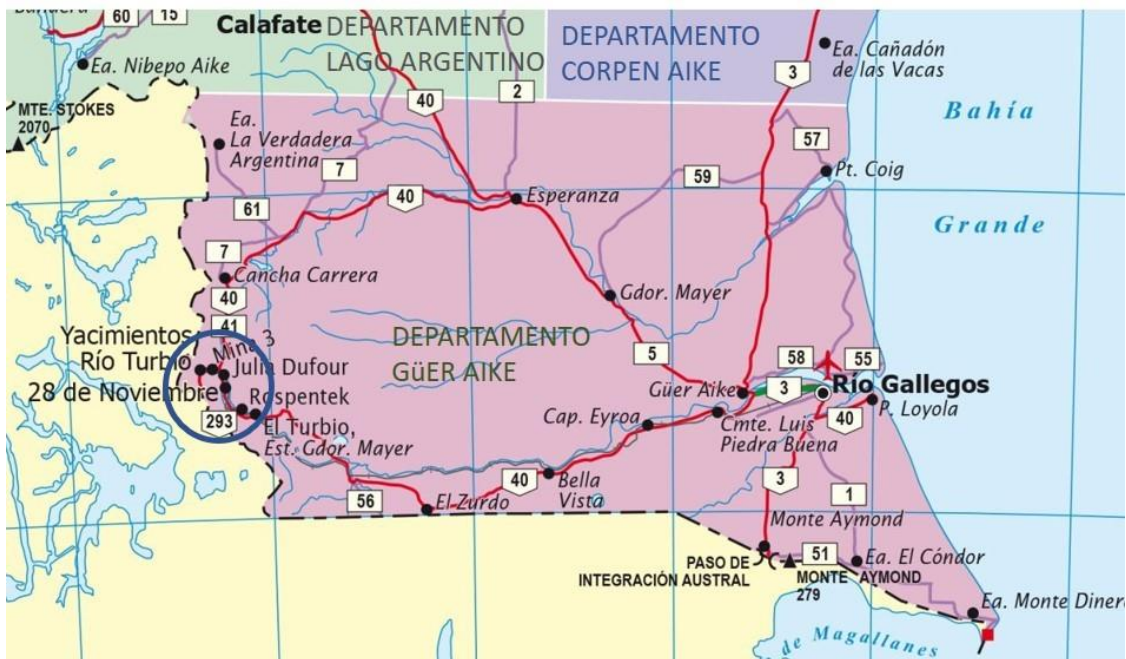 60
15
Calafate
DEPARTAMENTO
LAGO ARGENTINO
DEPARTAMENTO
CORPEN AIKE
Ea. Cañadón
de las Vacas
3
Ea. Nibepo Aike
2
40
MTE. STOKES
2070
Ea.
La Verdadera
Argentina
Bahía
Grande
57
7
59
Pt. Coig
40
Esperanza
61
7
Cancha Carrera
40
41
Gdor. Mayer
Yacimientos
Río Turbio
Mina 3
Julia Dufour
28 de Noviembre
Rospentek
293
El Turbio,
Est. Gdor. Mayer
DEPARTAMENTO
GüER AIKE
5
58
55
Güer Aike
3
Río Gallegos
P. Loyola
40
Cap. Eyroa
Cmte. Luis
Piedra Buena
40
Bella
Vista
3
56
El Zurdo
1
Monte Aymond
51
PASO DE
INTEGRACIÓN AUSTRAL
MONTE AYMOND
279
Ea. El Cóndor
Ea. Monte Diner
de Magallanes